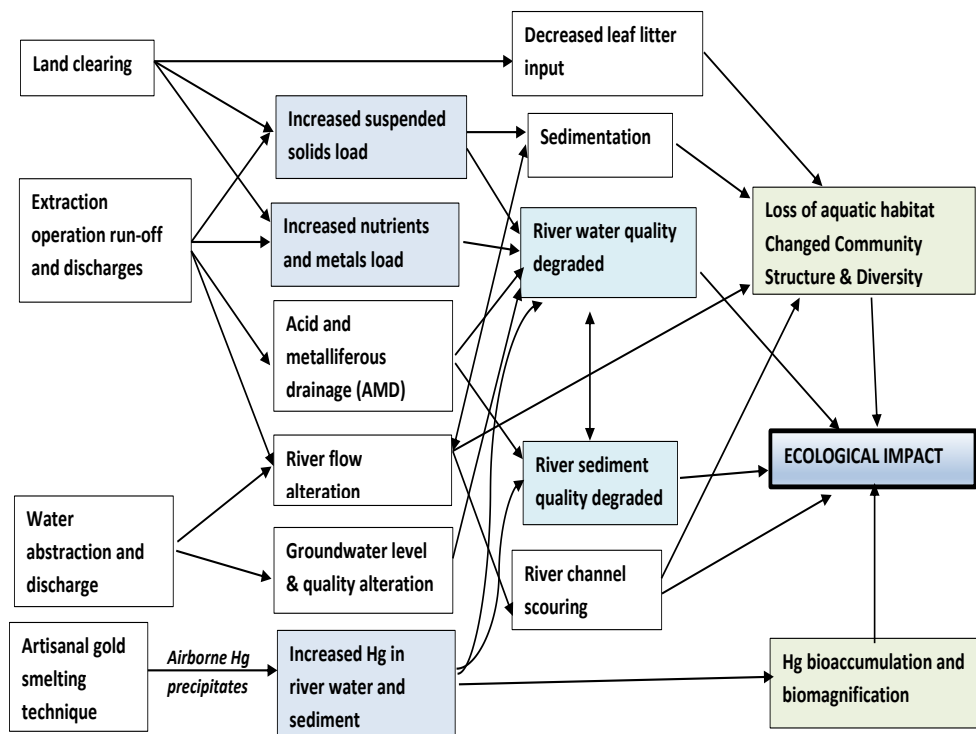 Land clearing
Decreased leaf litter
input
Increased suspended
solids load
Sedimentation
Extraction
operation run-off
and discharges
Increased nutrients
and metals load
River water quality
degraded
Loss of aquatic habitat
Changed Community
Structure & Diversity
Acid and
metalliferous
drainage (AMD)
River flow
alteration
River sediment
quality degraded
ECOLOGICAL IMPACT
Water
abstraction and
discharge
Groundwater level
& quality alteration
River channel
scouring
Artisanal gold
smelting
technique
Airborne Hg
precipitates
Increased Hg in
river water and
sediment
Hg bioaccumulation and
biomagnification